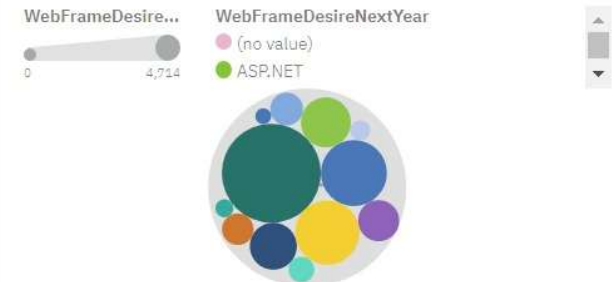 WebFrameDesire...
0 4,714
WebFrameDesireNextYear
(no value)
ASP.NET